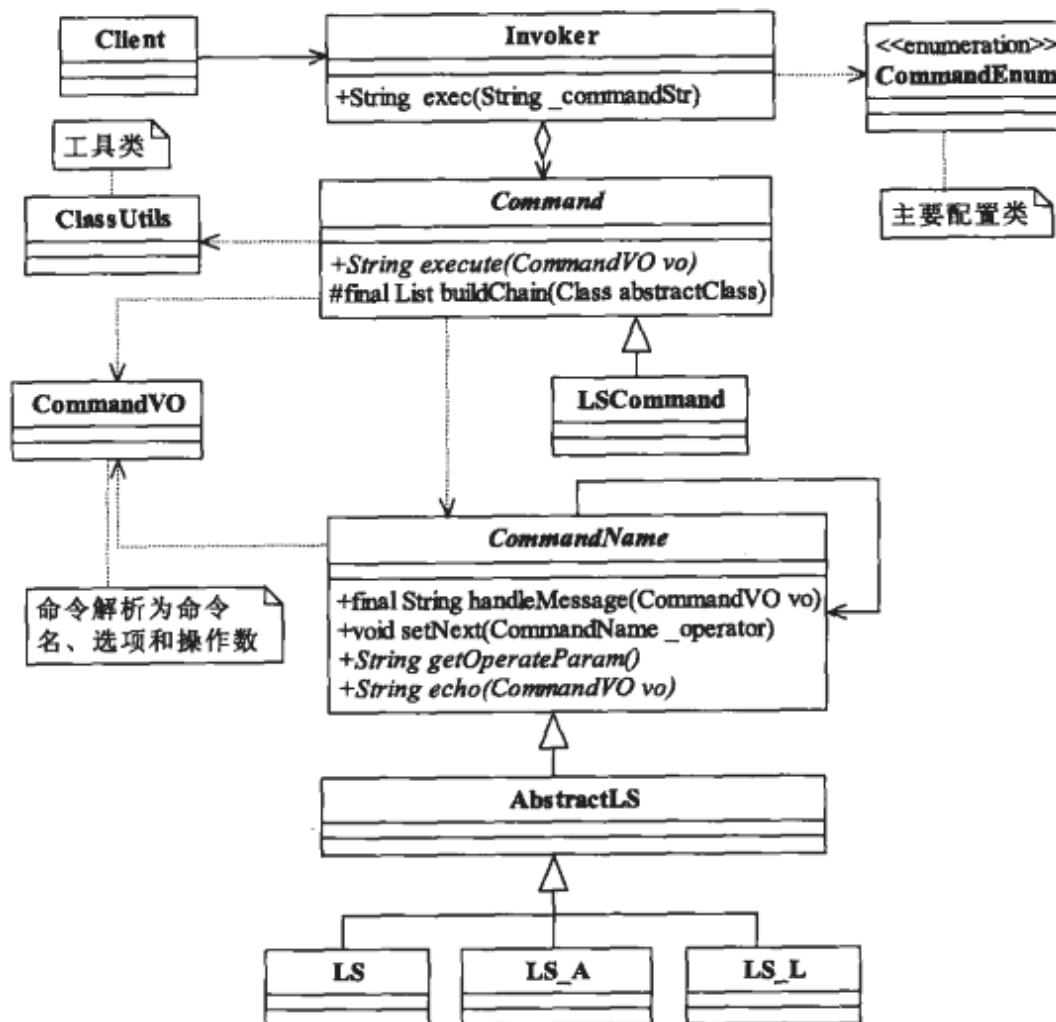 Client
Invoker
+String exec(String _commandStr)
<<enumeration>>
CommandEnum
工具类
主要配置类
ClassUtils
Command
+String execute(CommandVO vo)
#final List buildChain(Class abstractClass)
CommandVO
LSCommand
CommandName
+final String handleMessage(CommandVO vo)
+void setNext(CommandName _operator)
+String getOperateParam()
+String echo(CommandVO vo)
命令解析为命令
名、选项和操作数
AbstractLS
LS
LS_A
LS_L